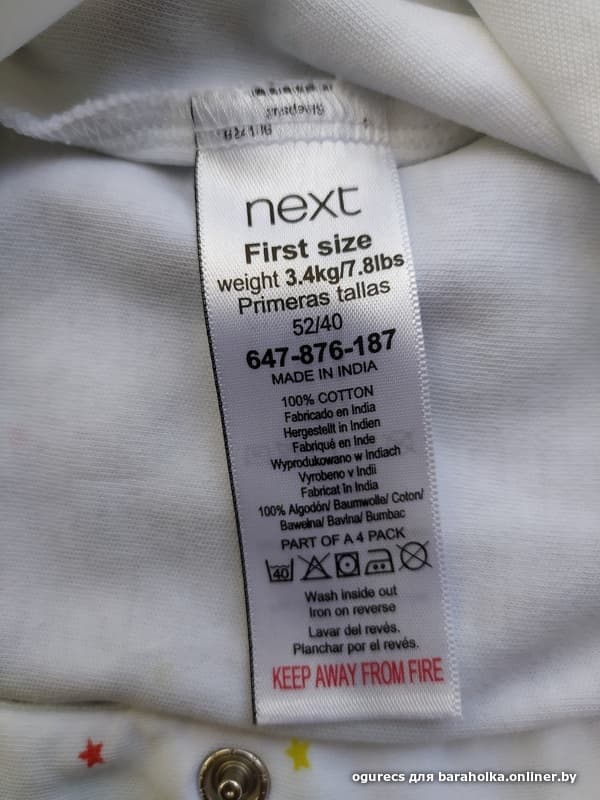 next
First size
weight 3.4kg/7.8lbs
Primeras tallas
52/40
647-876-187
MADE IN INDIA
100% COTTON
Fabricado en India
Hergestellt in Indien
Fabriqué en Inde
Wyprodukowano w Indiach
Vyrobeno v Indii
Fabricat în India
100% Algodón/ Baumwolle/ Coton/
Bawełna/ Bavlna/ Bumbac
PART OF A 4 PACK
40
Wash inside out
Iron on reverse
Lavar del revés.
Planchar por el revés.
KEEP AWAY FROM FIRE
ogurecs для baraholka.onliner.by